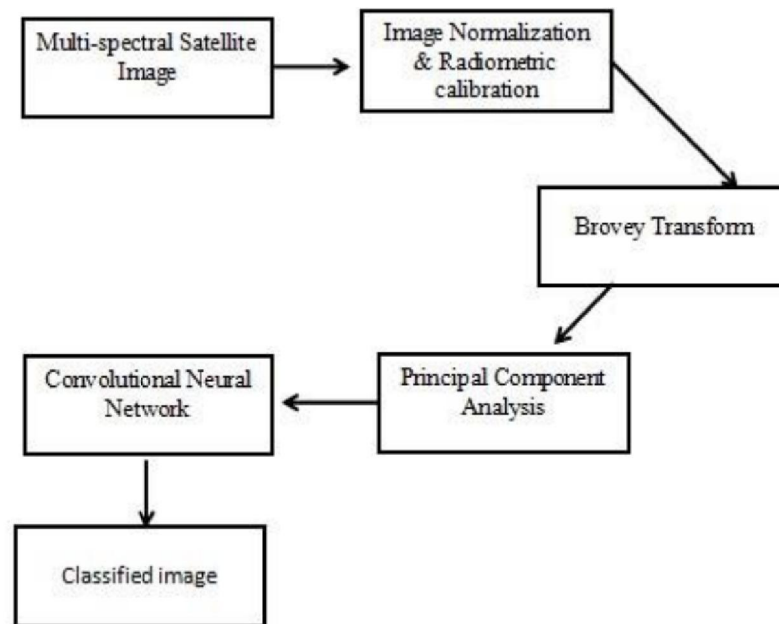 Multi-spectral Satellite
Image
Image Normalization
& Radiometric
calibration
Brovey Transform
Principal Component
Analysis
Convolutional Neural
Network
Classified image